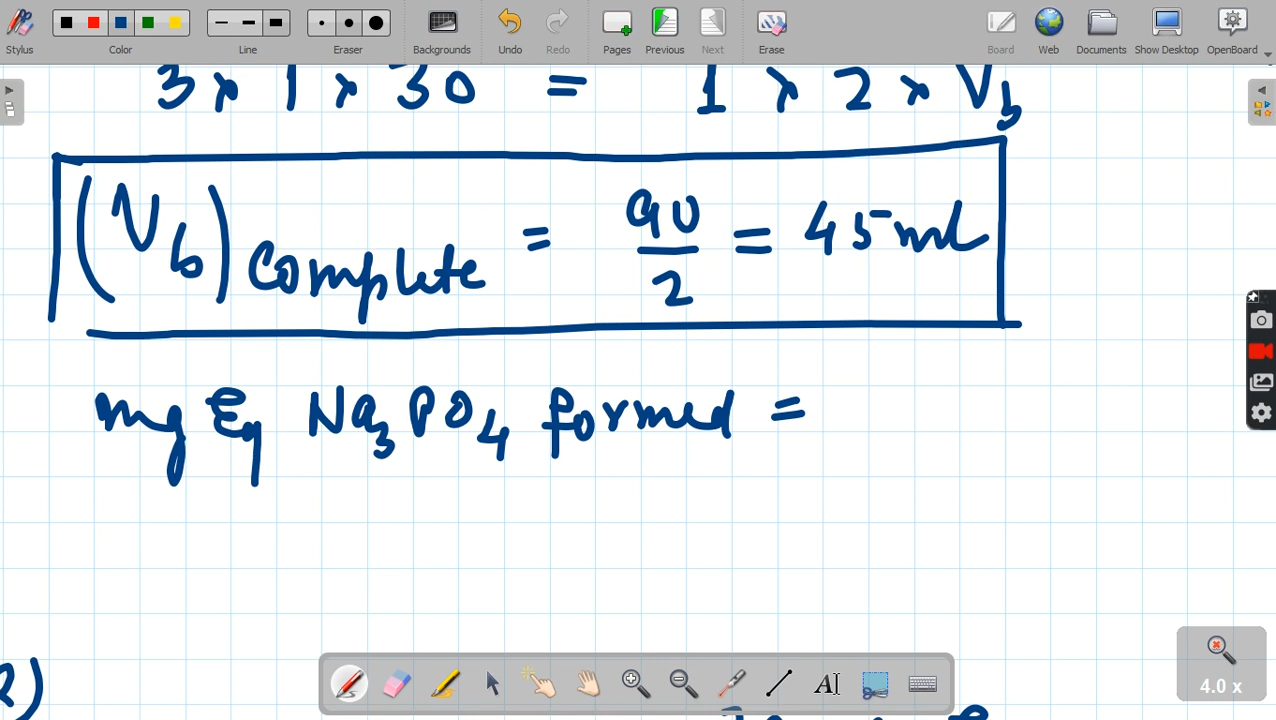 Stylus Color Line Eraser Backgrounds Undo Redo Pages Previous Next Erase Board Web Documents Show Desktop OpenBoard
3 × 1 × 30 = 1 × 2 × Vb
(Vb) Complete = 90/2 = 45 mL
mg Eq Na3PO4 formed =
2)
4.0 x